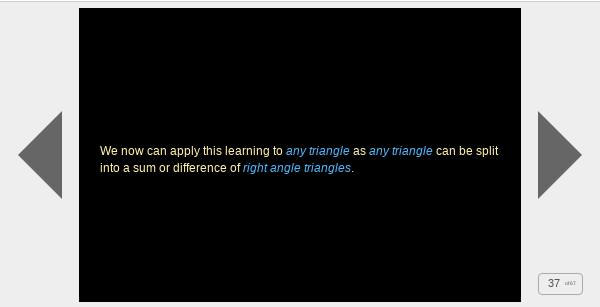 We now can apply this learning to any triangle as any triangle can be split
into a sum or difference of right angle triangles.
37 of 67